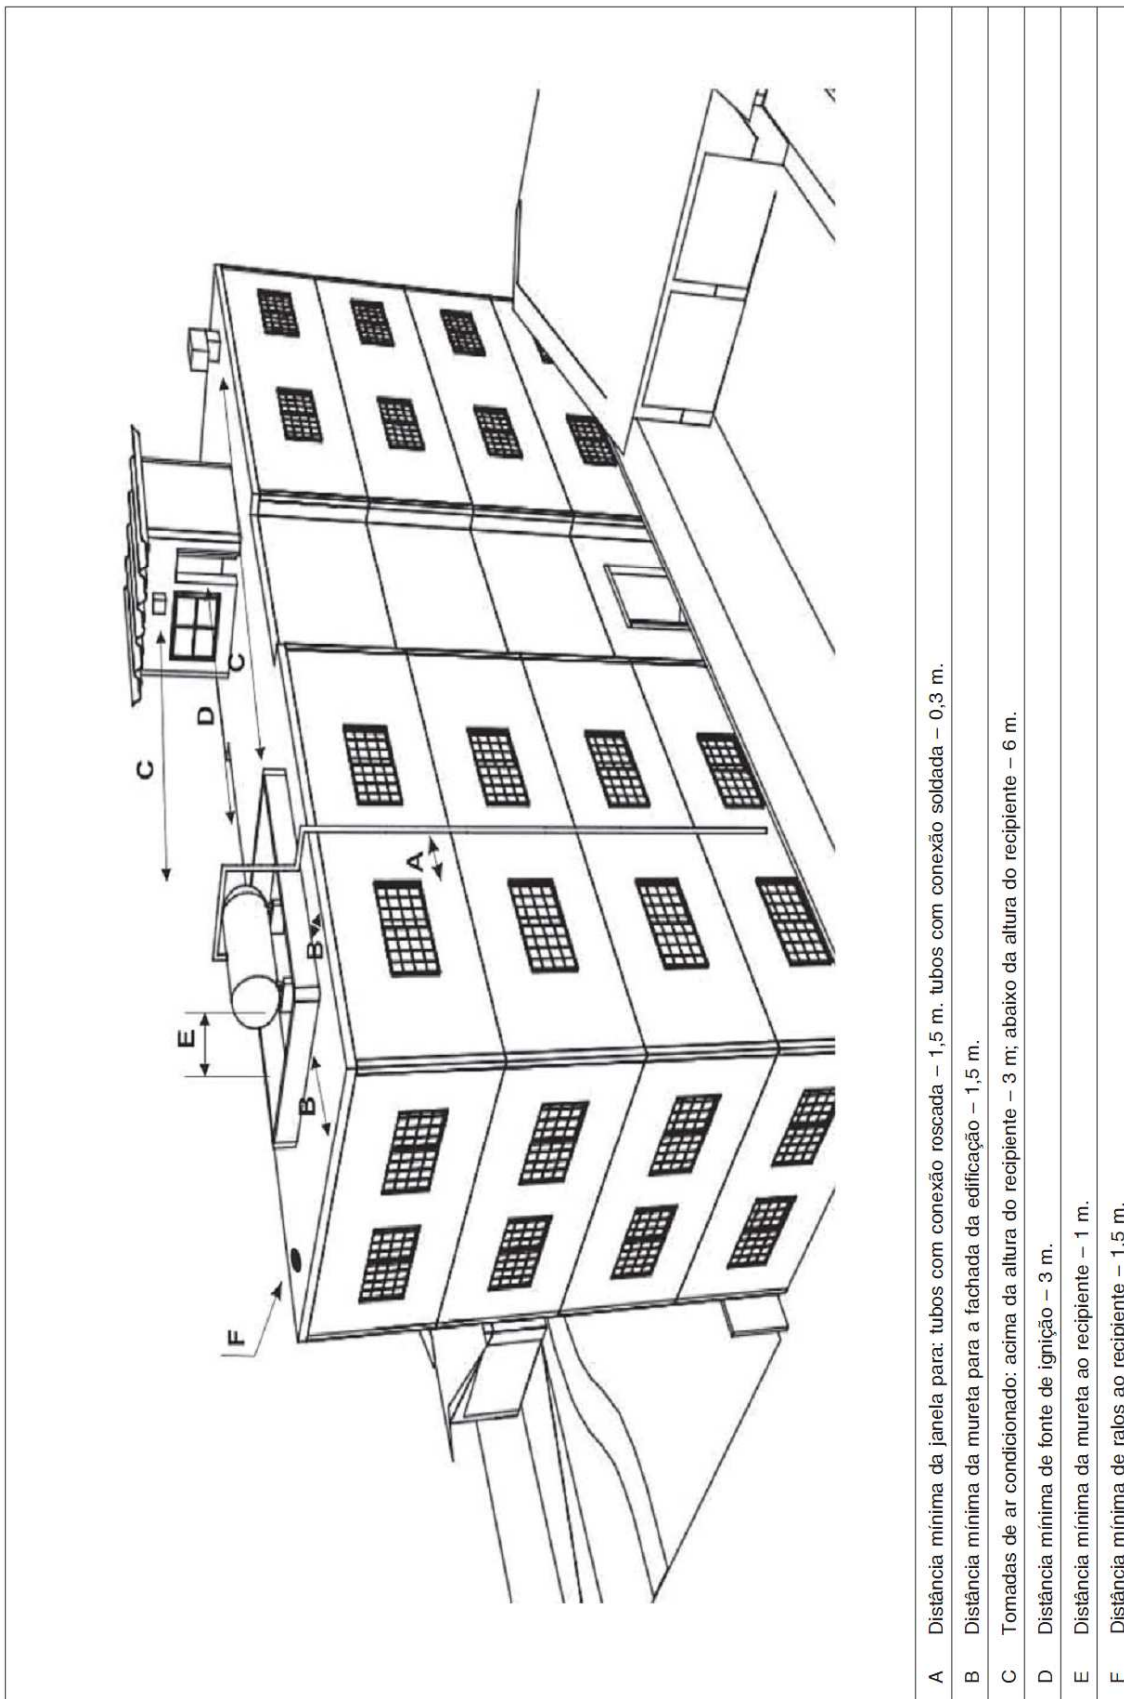 C
D
C
E
B
A
B
F
A Distância mínima da janela para: tubos com conexão roscada – 1,5 m. tubos com conexão soldada – 0,3 m.
B Distância mínima da mureta para a fachada da edificação – 1,5 m.
C Tomadas de ar condicionado: acima da altura do recipiente – 3 m; abaixo da altura do recipiente – 6 m.
D Distância mínima de fonte de ignição – 3 m.
E Distância mínima da mureta ao recipiente – 1 m.
F Distância mínima de ralos ao recipiente – 1,5 m.